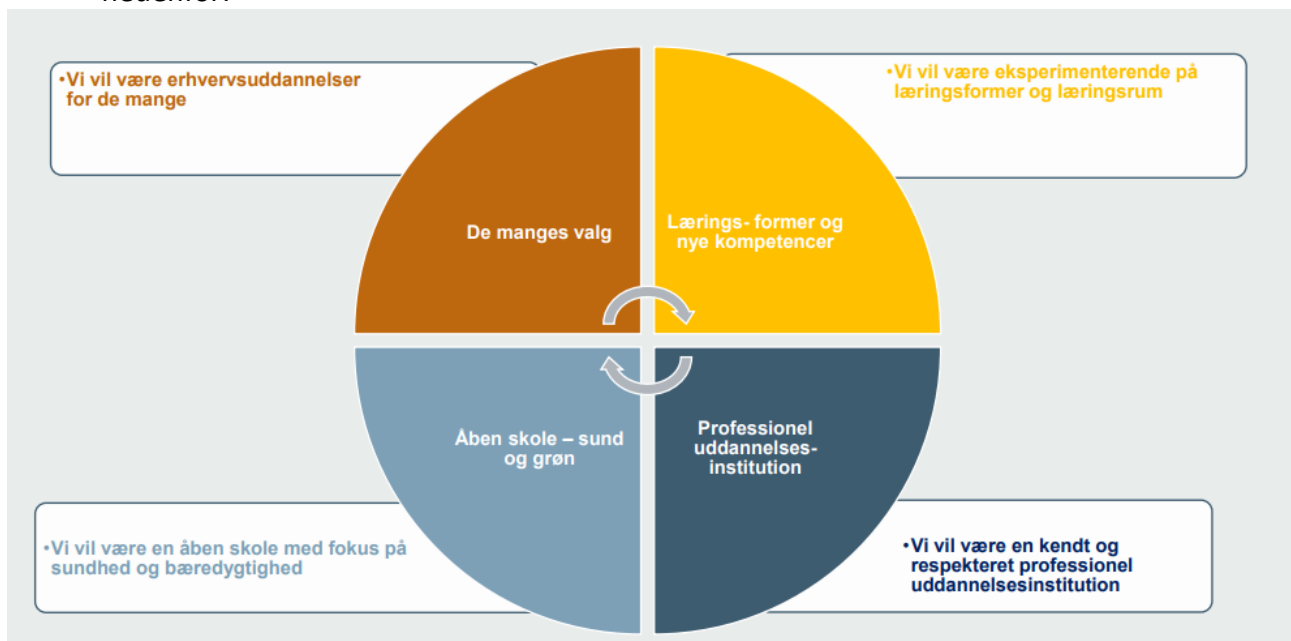 •Vi vil være erhvervsuddannelser
for de mange
•Vi vil være eksperimenterende på
læringsformer og læringsrum
De manges valg
Lærings- former og
nye kompetencer
Åben skole – sund
og grøn
Professionel
uddannelses-
institution
•Vi vil være en åben skole med fokus på
sundhed og bæredygtighed
•Vi vil være en kendt og
respekteret professionel
uddannelsesinstitution